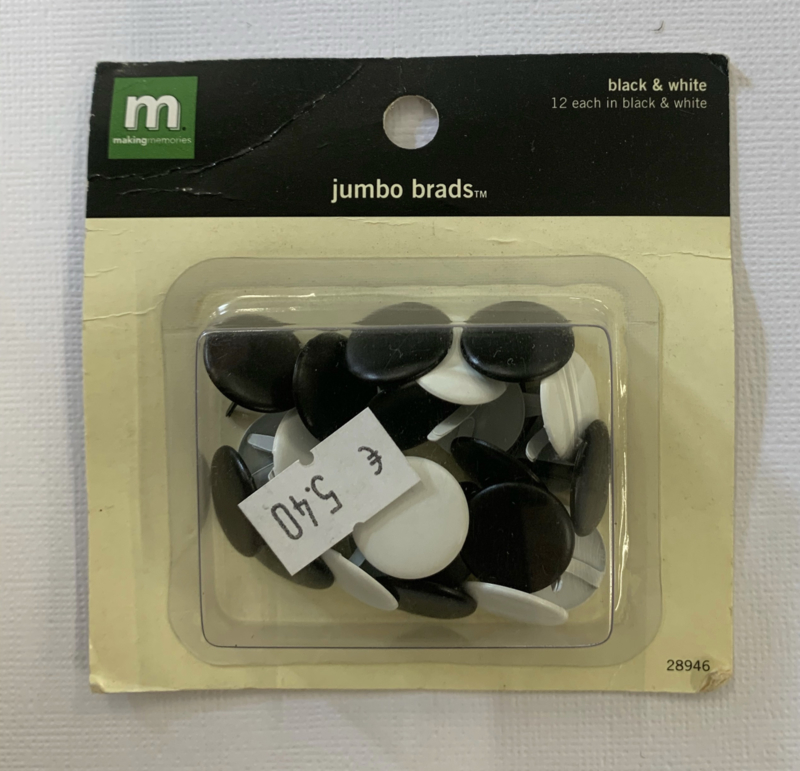 m.
makingmemories
black & white
12 each in black & white
jumbo brads™
€
5.40
28946